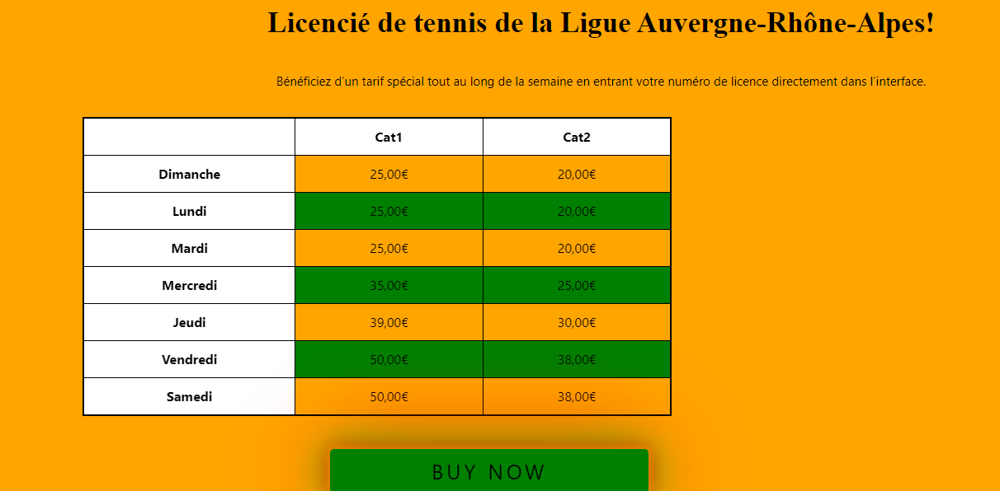 Licencié de tennis de la Ligue Auvergne-Rhône-Alpes!
Bénéficiez d’un tarif spécial tout au long de la semaine en entrant votre numéro de licence directement dans l’interface.
Cat1 Cat2
Dimanche 25,00€ 20,00€
Lundi 25,00€ 20,00€
Mardi 25,00€ 20,00€
Mercredi 35,00€ 25,00€
Jeudi 39,00€ 30,00€
Vendredi 50,00€ 38,00€
Samedi 50,00€ 38,00€
BUY NOW